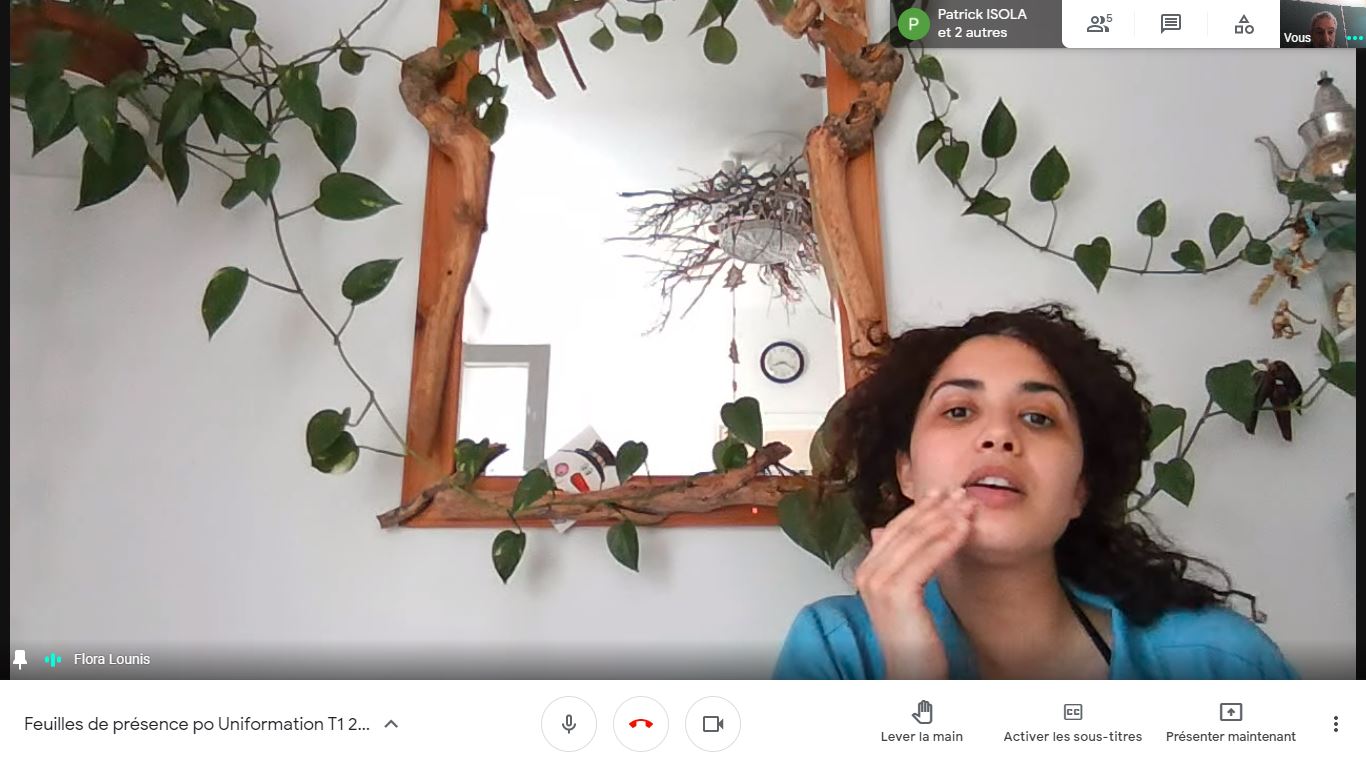 P
Patrick ISOLA
et 2 autres
5
Vous
Flora Lounis
Feuilles de présence po Uniformation T1 2...
CC
Lever la main
Activer les sous-titres
Présenter maintenant